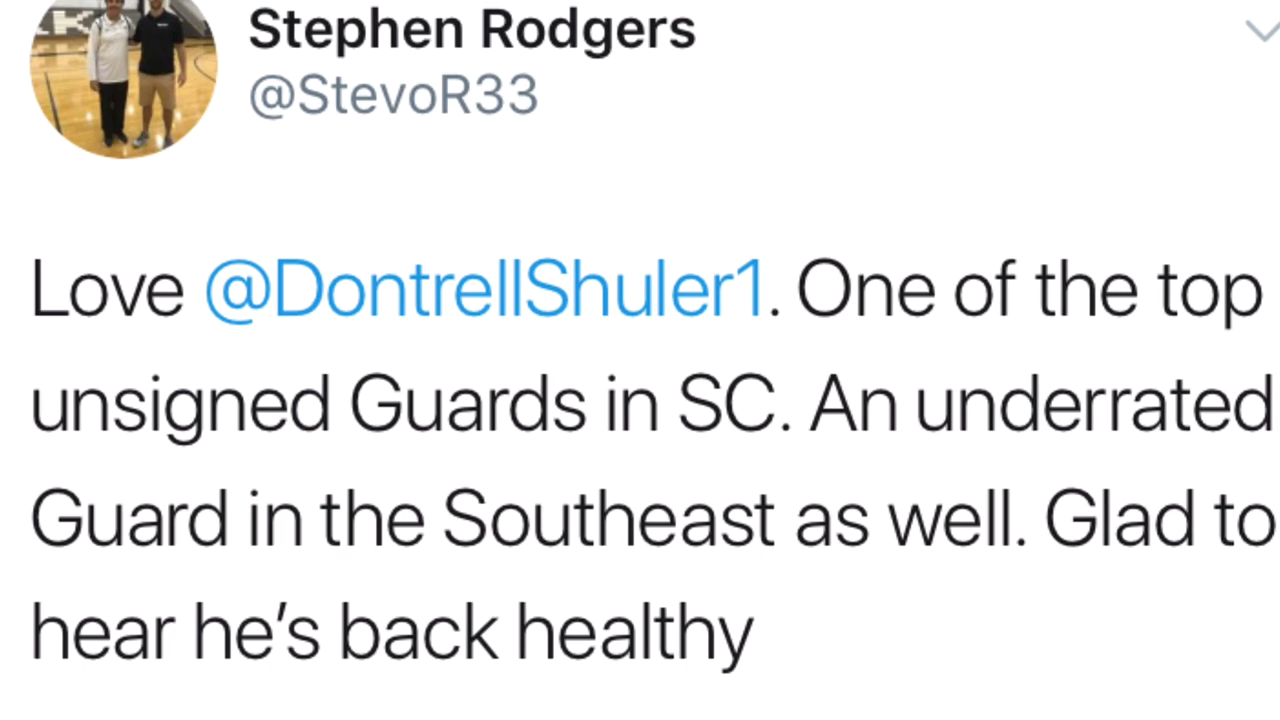 Stephen Rodgers
@StevoR33
Love @DontrellShuler1. One of the top
unsigned Guards in SC. An underrated
Guard in the Southeast as well. Glad to
hear he’s back healthy